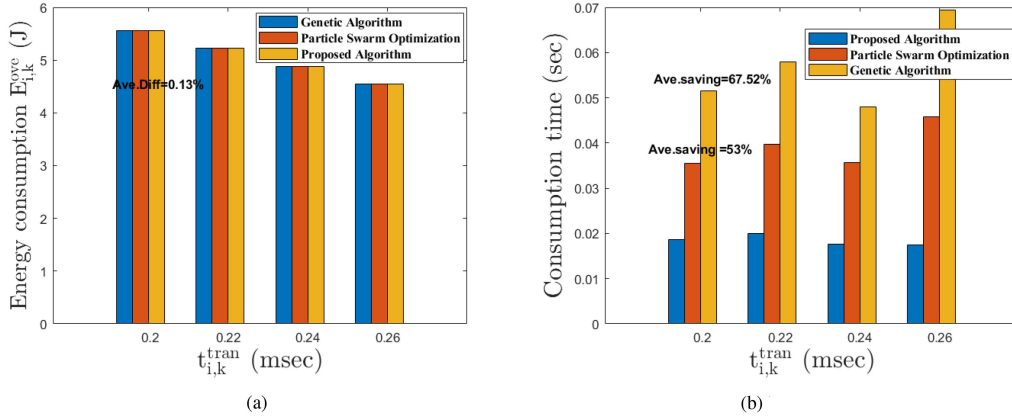 7
6
5
4
3
2
1
0
Energy consumption E_{i,k}^{ove} (J)
Genetic Algorithm
Particle Swarm Optimization
Proposed Algorithm
Ave.Diff=0.13%
0.2 0.22 0.24 0.26
t_{i,k}^{tran} (msec)
(a)
0.07
0.06
0.05
0.04
0.03
0.02
0.01
0
Consumption time (sec)
Proposed Algorithm
Particle Swarm Optimization
Genetic Algorithm
Ave.saving=67.52%
Ave.saving =53%
0.2 0.22 0.24 0.26
t_{i,k}^{tran} (msec)
(b)